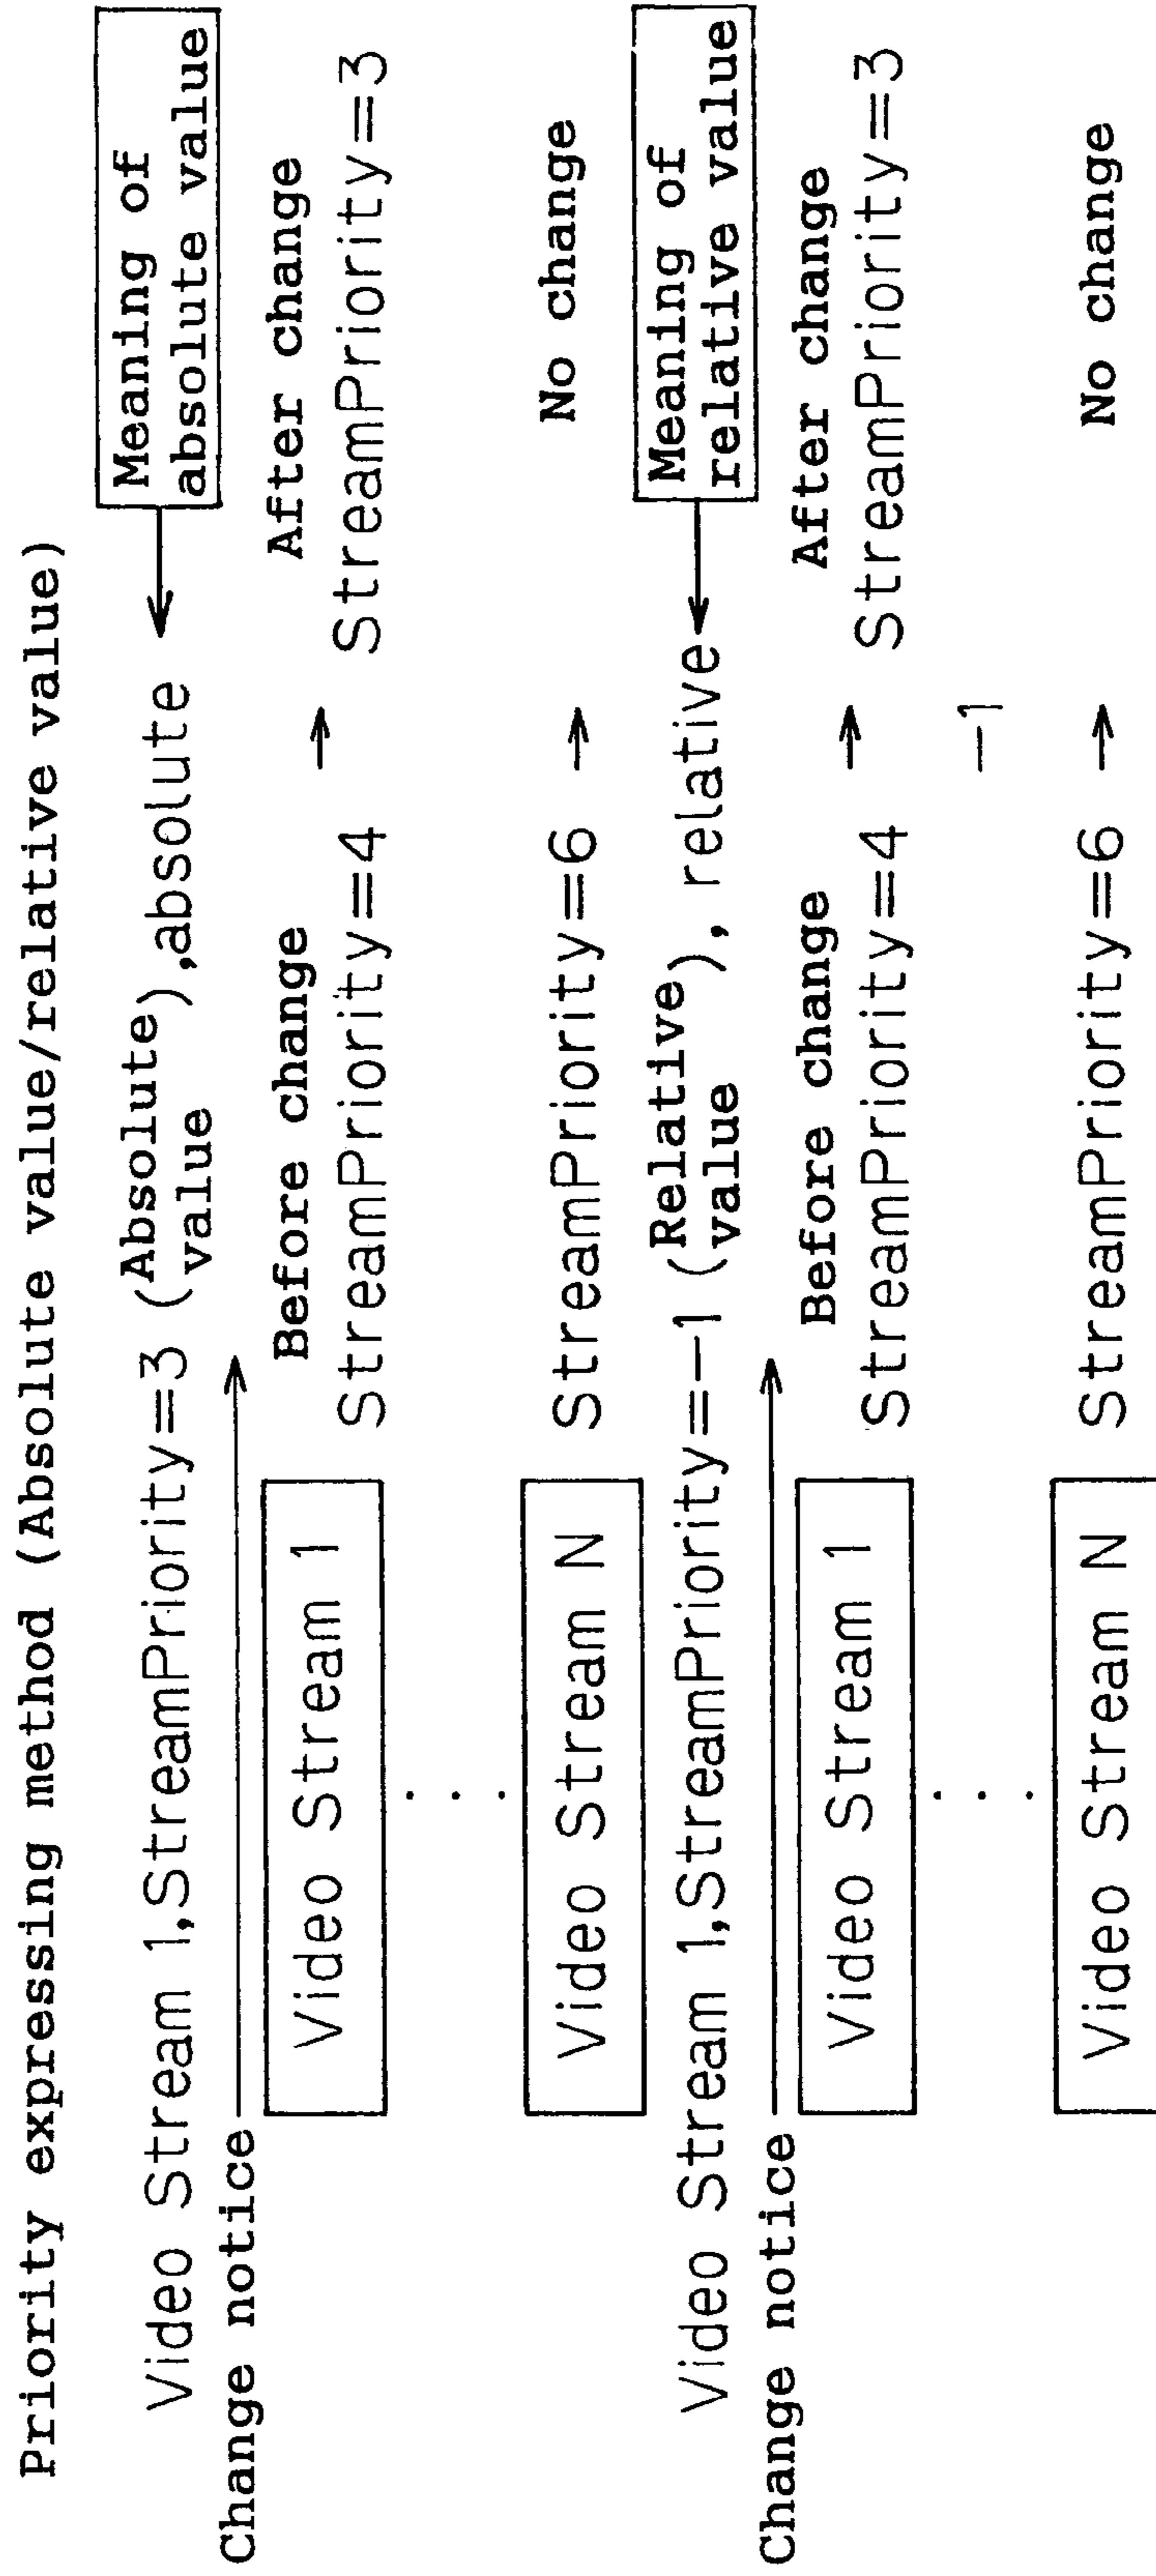 Priority expressing method (Absolute value/relative value)
Video Stream 1,StreamPriority=3 (Absolute value),absolute
Meaning of
absolute value
Change notice
Before change
After change
Video Stream 1
StreamPriority=4 → StreamPriority=3
. . .
Video Stream N
StreamPriority=6 → No change
Video Stream 1,StreamPriority=-1 (Relative value), relative
Meaning of
relative value
Change notice
Before change
After change
Video Stream 1
StreamPriority=4 → StreamPriority=3
. . .
-1
Video Stream N
StreamPriority=6 → No change